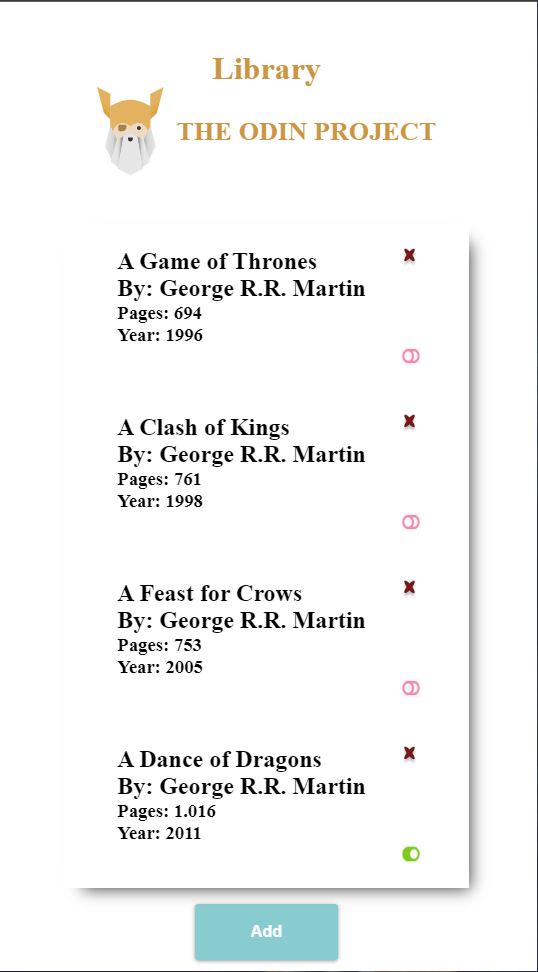 Library
THE ODIN PROJECT
A Game of Thrones
By: George R.R. Martin
Pages: 694
Year: 1996
A Clash of Kings
By: George R.R. Martin
Pages: 761
Year: 1998
A Feast for Crows
By: George R.R. Martin
Pages: 753
Year: 2005
A Dance of Dragons
By: George R.R. Martin
Pages: 1.016
Year: 2011
Add